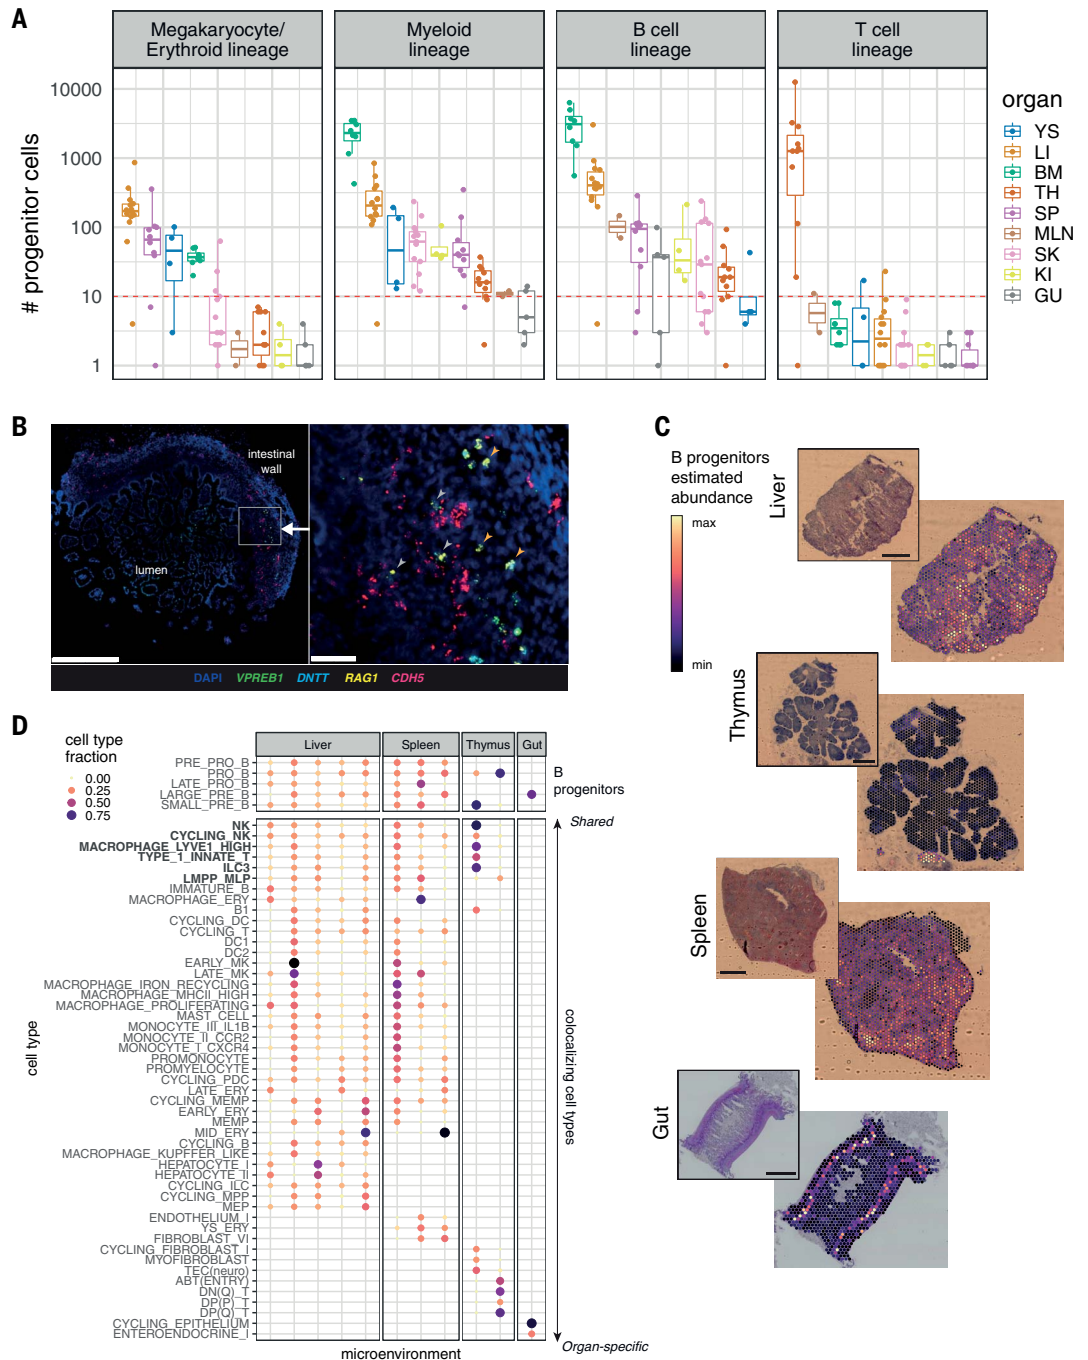 A
Megakaryocyte/
Erythroid lineage
Myeloid
lineage
B cell
lineage
T cell
lineage
# progenitor cells
10000
1000
100
10
1
organ
YS
LI
BM
TH
SP
MLN
SK
KI
GU
B
intestinal
wall
lumen
DAPI VPREB1 DNTT RAG1 CDH5
C
B progenitors
estimated
abundance
max
min
Liver
Thymus
Spleen
Gut
D
cell type
fraction
0.00
0.25
0.50
0.75
Liver
Spleen
Thymus
Gut
PRE_PRO_B
PRO_B
LATE_PRO_B
LARGE_PRE_B
SMALL_PRE_B
B
progenitors
cell type
NK
CYCLING_NK
MACROPHAGE_LYVE1_HIGH
TYPE_1_INNATE_T
ILC3
LMPP_MLP
IMMATURE_B
MACROPHAGE_ERY
B1
CYCLING_DC
CYCLING_T
DC1
DC2
EARLY_MK
LATE_MK
MACROPHAGE_IRON_RECYCLING
MACROPHAGE_MHCII_HIGH
MACROPHAGE_PROLIFERATING
MAST_CELL
MONOCYTE_III_IL1B
MONOCYTE_II_CCR2
MONOCYTE_I_CXCR4
PROMONOCYTE
PROMYELOCYTE
CYCLING_PDC
LATE_ERY
CYCLING_MEMP
EARLY_ERY
MEMP
MID_ERY
CYCLING_B
MACROPHAGE_KUPFFER_LIKE
HEPATOCYTE_I
HEPATOCYTE_II
CYCLING_ILC
CYCLING_MPP
MEP
ENDOTHELIUM_I
YS_ERY
FIBROBLAST_VI
CYCLING_FIBROBLAST_I
MYOFIBROBLAST
TEC(neuro)
ABT(ENTRY)
DN(Q)_T
DP(P)_T
DP(Q)_T
CYCLING_EPITHELIUM
ENTEROENDOCRINE_I
Shared
colocalizing cell types
Organ-specific
microenvironment